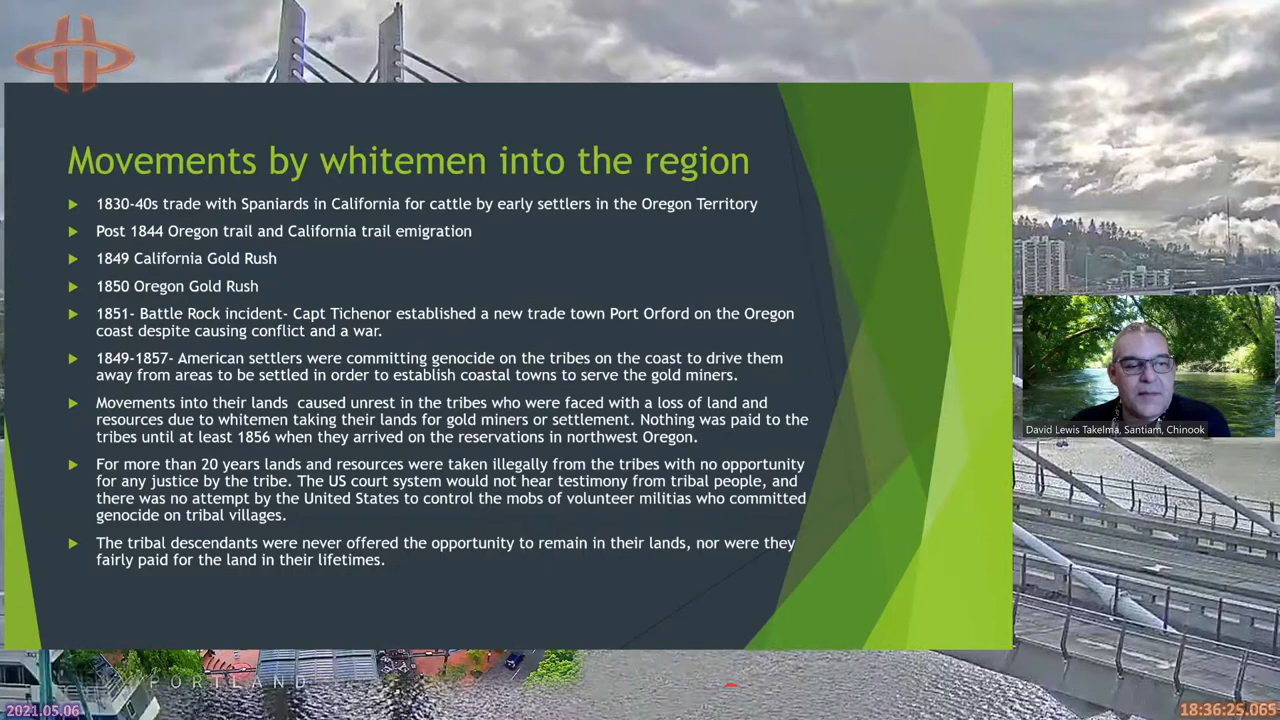 Movements by whitemen into the region
1830-40s trade with Spaniards in California for cattle by early settlers in the Oregon Territory
Post 1844 Oregon trail and California trail emigration
1849 California Gold Rush
1850 Oregon Gold Rush
1851- Battle Rock incident- Capt Tichenor established a new trade town Port Orford on the Oregon
coast despite causing conflict and a war.
1849-1857- American settlers were committing genocide on the tribes on the coast to drive them
away from areas to be settled in order to establish coastal towns to serve the gold miners.
Movements into their lands  caused unrest in the tribes who were faced with a loss of land and
resources due to whitemen taking their lands for gold miners or settlement. Nothing was paid to the
tribes until at least 1856 when they arrived on the reservations in northwest Oregon.
For more than 20 years lands and resources were taken illegally from the tribes with no opportunity
for any justice by the tribe. The US court system would not hear testimony from tribal people, and
there was no attempt by the United States to control the mobs of volunteer militias who committed
genocide on tribal villages.
The tribal descendants were never offered the opportunity to remain in their lands, nor were they
fairly paid for the land in their lifetimes.
David Lewis Takelma, Santiam, Chinook
PORTLAND
2021.05.06
18:36:25.065